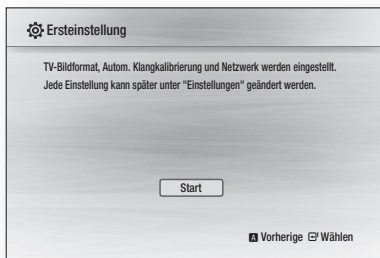 Ersteinstellung
TV-Bildformat, Autom. Klangkalibrierung und Netzwerk werden eingestellt.
Jede Einstellung kann später unter "Einstellungen" geändert werden.
Start
A Vorherige Wählen